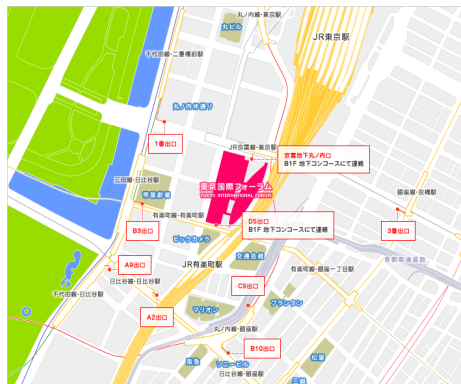 丸ノ内線・東京駅
丸ビル
JR東京駅
千代田線・二重橋前駅
丸ノ内仲通り
1番出口
JR京葉線・東京駅
京葉地下丸ノ内口
B1F 地下コンコースにて連絡
三田線・日比谷駅
帝国劇場
東京国際フォーラム
TOKYO INTERNATIONAL FORUM
銀座線・京橋駅
有楽町線・有楽町駅
D5出口
B1F 地下コンコースにて連絡
B3出口
3番出口
ビックカメラ
交通会館
首都高速道路
A9出口
JR有楽町駅
有楽町線・銀座一丁目駅
日比谷線・日比谷駅
C9出口
千代田線・日比谷駅
プランタン
A2出口
マリオン
丸ノ内線・銀座駅
B10出口
阪急
ソニービル
松屋
日比谷線・銀座駅
三越